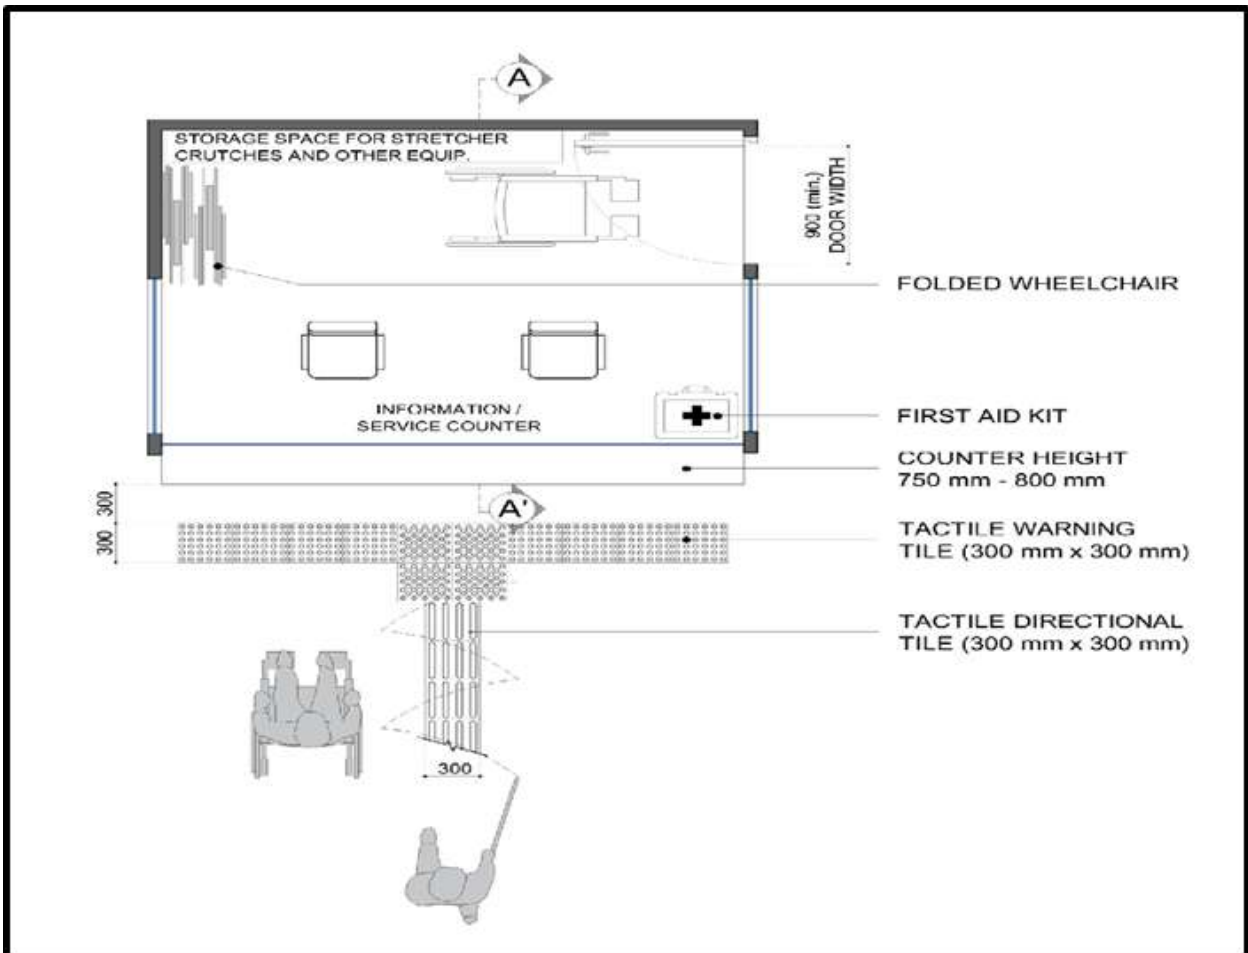 A
STORAGE SPACE FOR STRETCHER
CRUTCHES AND OTHER EQUIP.
900 (min.)
DOOR WIDTH
FOLDED WHEELCHAIR
INFORMATION /
SERVICE COUNTER
FIRST AID KIT
COUNTER HEIGHT
750 mm - 800 mm
300
A'
300
TACTILE WARNING
TILE (300 mm x 300 mm)
TACTILE DIRECTIONAL
TILE (300 mm x 300 mm)
300